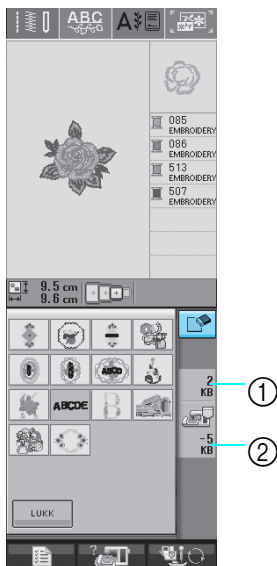 ABC
A
085
EMBROIDERY
086
EMBROIDERY
513
EMBROIDERY
507
EMBROIDERY
9.5 cm
9.6 cm
2
KB
①
-5
KB
②
ABCD
ABCDE
B
LUKK
?